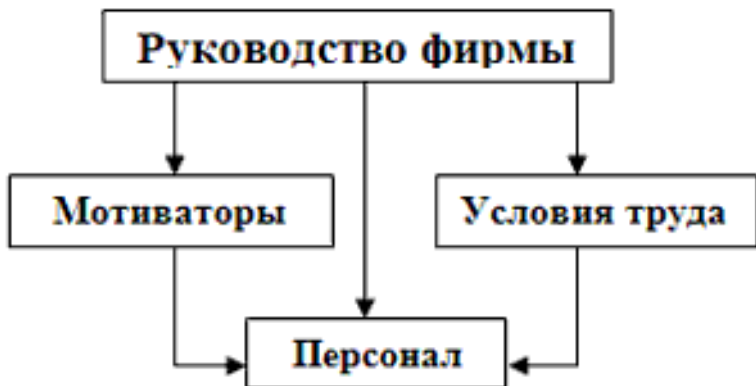 Руководство фирмы
Мотиваторы
Условия труда
Персонал